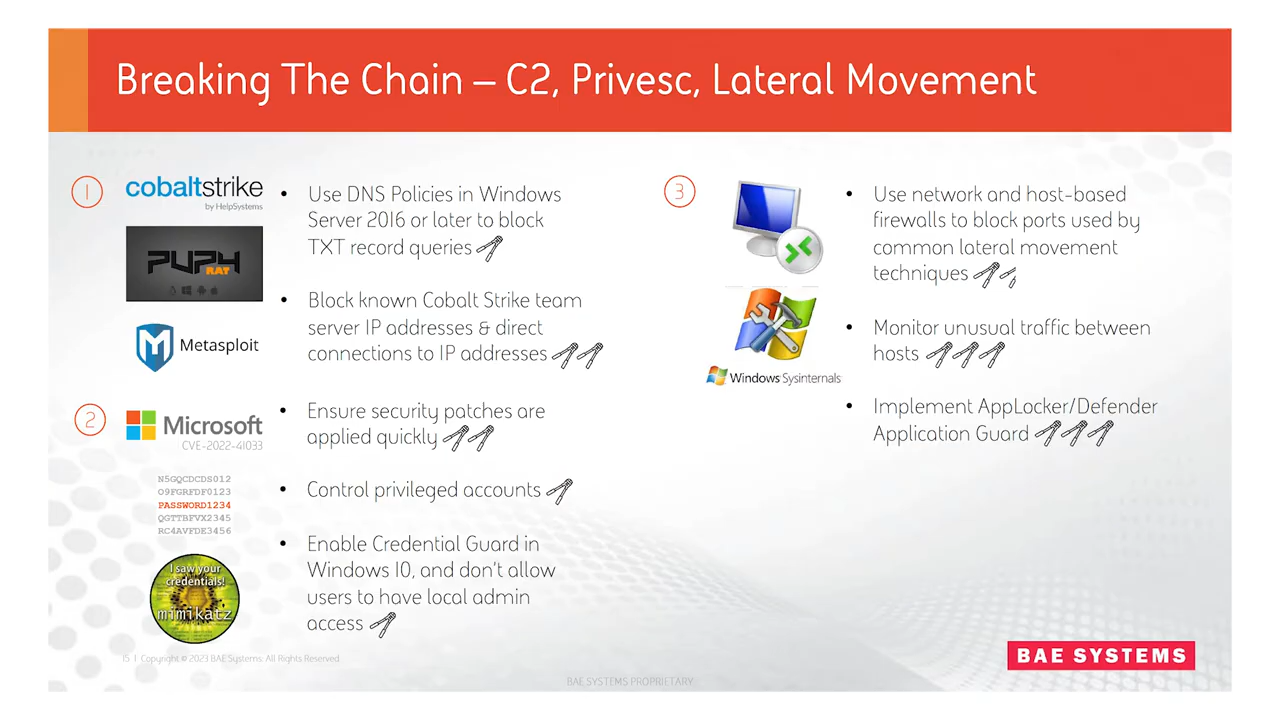 Breaking The Chain – C2, Privesc, Lateral Movement
1
cobaltstrike
by HelpSystems
PUPY
RAT
Metasploit
• Use DNS Policies in Windows
Server 2016 or later to block
TXT record queries
• Block known Cobalt Strike team
server IP addresses & direct
connections to IP addresses
2
Microsoft
CVE-2022-41033
N5GQCDCDS012
O9FGRFDF0123
PASSWORD1234
QGTTBFVX2345
RC4AVFDE3456
I saw your
credentials!
mimikatz
• Ensure security patches are
applied quickly
• Control privileged accounts
• Enable Credential Guard in
Windows 10, and don't allow
users to have local admin
access
3
Windows Sysinternals
• Use network and host-based
firewalls to block ports used by
common lateral movement
techniques
• Monitor unusual traffic between
hosts
• Implement AppLocker/Defender
Application Guard
15 | Copyright © 2023 BAE Systems. All Rights Reserved
BAE SYSTEMS
BAE SYSTEMS PROPRIETARY